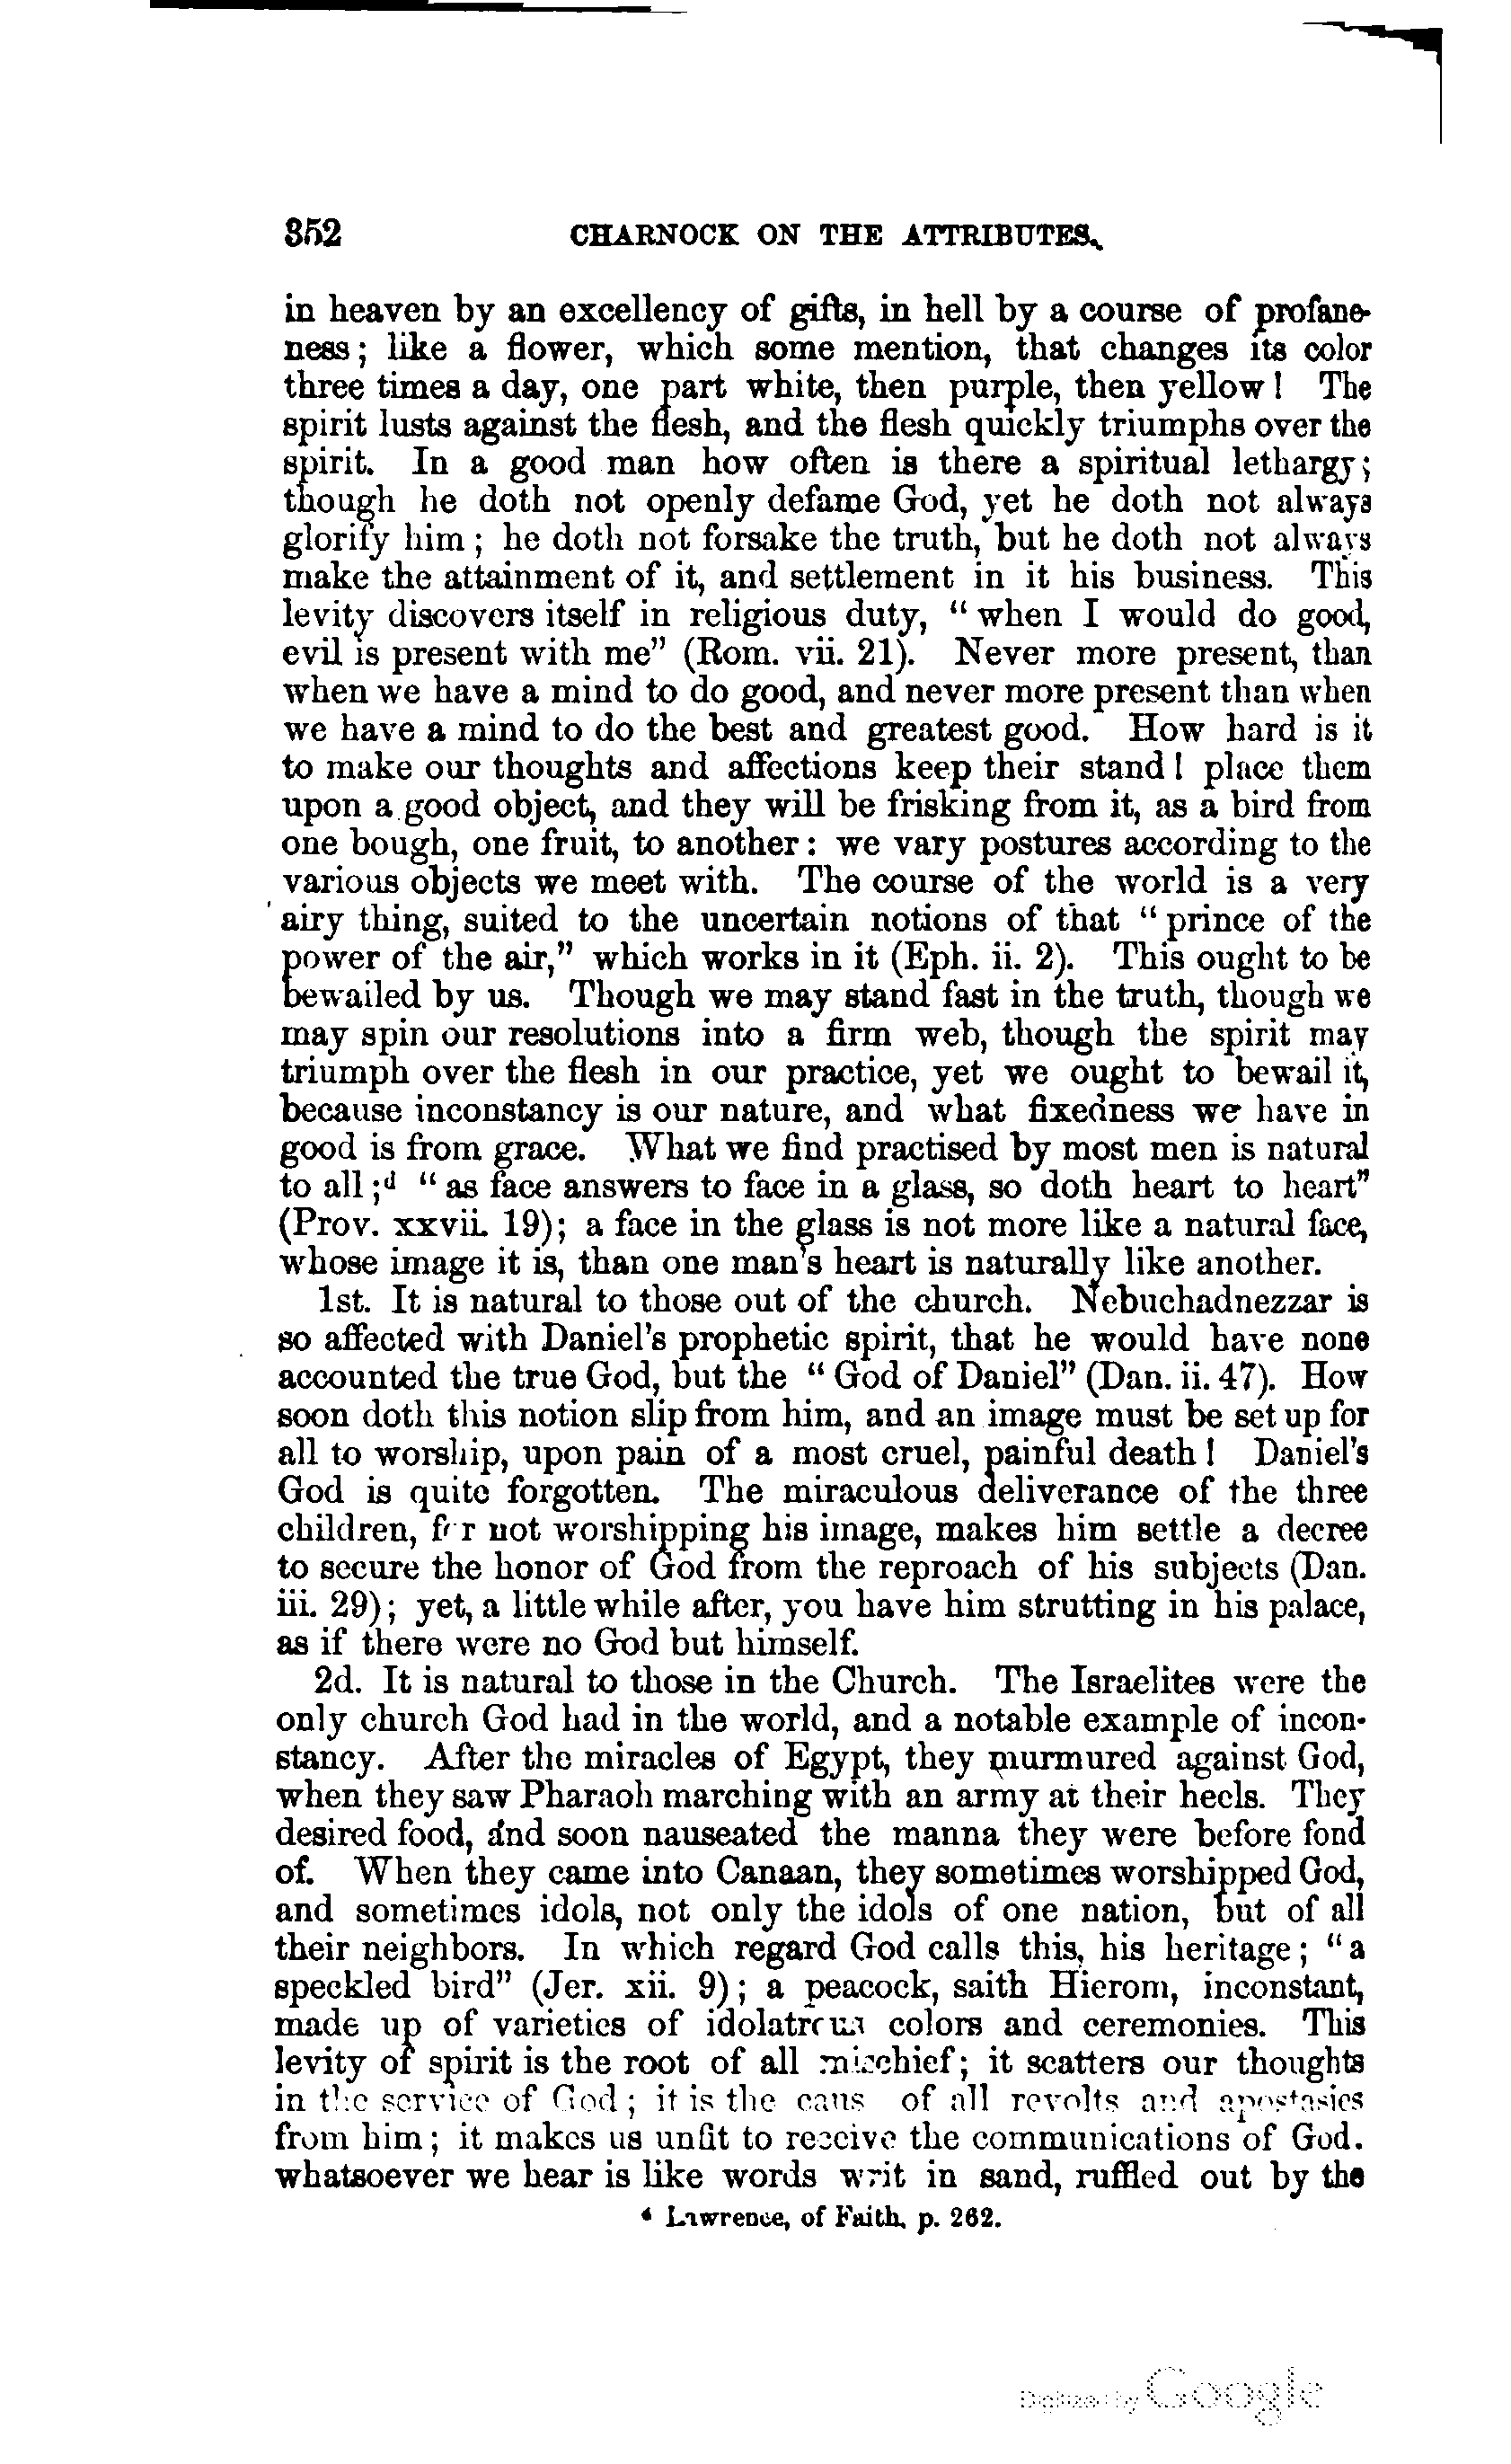 352 CHARNOCK ON THE ATTRIBUTES.
in heaven by an excellency of gifts, in hell by a course of profane-
ness; like a flower, which some mention, that changes its color
three times a day, one part white, then purple, then yellow! The
spirit lusts against the flesh, and the flesh quickly triumphs over the
spirit. In a good man how often is there a spiritual lethargy;
though he doth not openly defame God, yet he doth not always
glorify him; he doth not forsake the truth, but he doth not always
make the attainment of it, and settlement in it his business. This
levity discovers itself in religious duty, "when I would do good,
evil is present with me" (Rom. vii. 21). Never more present, than
when we have a mind to do good, and never more present than when
we have a mind to do the best and greatest good. How hard is it
to make our thoughts and affections keep their stand! place them
upon a good object, and they will be frisking from it, as a bird from
one bough, one fruit, to another: we vary postures according to the
various objects we meet with. The course of the world is a very
airy thing, suited to the uncertain notions of that "prince of the
power of the air," which works in it (Eph. ii. 2). This ought to be
bewailed by us. Though we may stand fast in the truth, though we
may spin our resolutions into a firm web, though the spirit may
triumph over the flesh in our practice, yet we ought to bewail it,
because inconstancy is our nature, and what fixedness we have in
good is from grace. What we find practised by most men is natural
to all;d "as face answers to face in a glass, so doth heart to heart"
(Prov. xxvii. 19); a face in the glass is not more like a natural face,
whose image it is, than one man's heart is naturally like another.
1st. It is natural to those out of the church. Nebuchadnezzar is
so affected with Daniel's prophetic spirit, that he would have none
accounted the true God, but the "God of Daniel" (Dan. ii. 47). How
soon doth this notion slip from him, and an image must be set up for
all to worship, upon pain of a most cruel, painful death! Daniel's
God is quite forgotten. The miraculous deliverance of the three
children, for not worshipping his image, makes him settle a decree
to secure the honor of God from the reproach of his subjects (Dan.
iii. 29); yet, a little while after, you have him strutting in his palace,
as if there were no God but himself.
2d. It is natural to those in the Church. The Israelites were the
only church God had in the world, and a notable example of incon-
stancy. After the miracles of Egypt, they murmured against God,
when they saw Pharaoh marching with an army at their heels. They
desired food, and soon nauseated the manna they were before fond
of. When they came into Canaan, they sometimes worshipped God,
and sometimes idols, not only the idols of one nation, but of all
their neighbors. In which regard God calls this, his heritage; "a
speckled bird" (Jer. xii. 9); a peacock, saith Hierom, inconstant,
made up of varieties of idolatrous colors and ceremonies. This
levity of spirit is the root of all mischief; it scatters our thoughts
in the service of God; it is the caus of all revolts and apostasies
from him; it makes us unfit to receive the communications of God.
whatsoever we hear is like words writ in sand, ruffled out by the
d Lawrence, of Faith, p. 262.
Digitized by Google